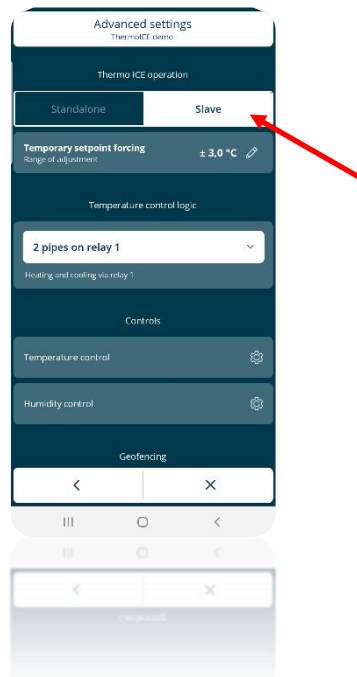 Advanced settings
ThermoICE demo
Thermo ICE operation
Standalone
Slave
Temporary setpoint forcing
± 3,0 °C
Range of adjustment
Temperature control logic
2 pipes on relay 1
Heating and cooling via relay 1
Controls
Temperature control
Humidity control
Geofencing